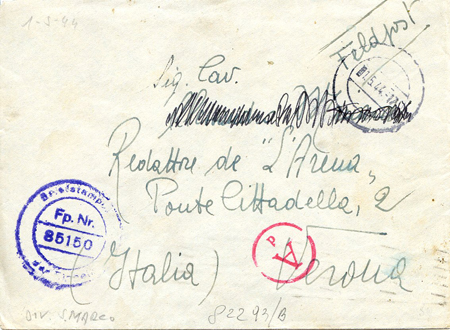 1-3-44
Feldpost
Sig. Cav.
Redattore de "L'Arena"
Ponte Cittadella, 2
(Italia) Verona
Briefstempel
Fp. Nr.
85150
P
A
DIV. S. MARCO
82293/B